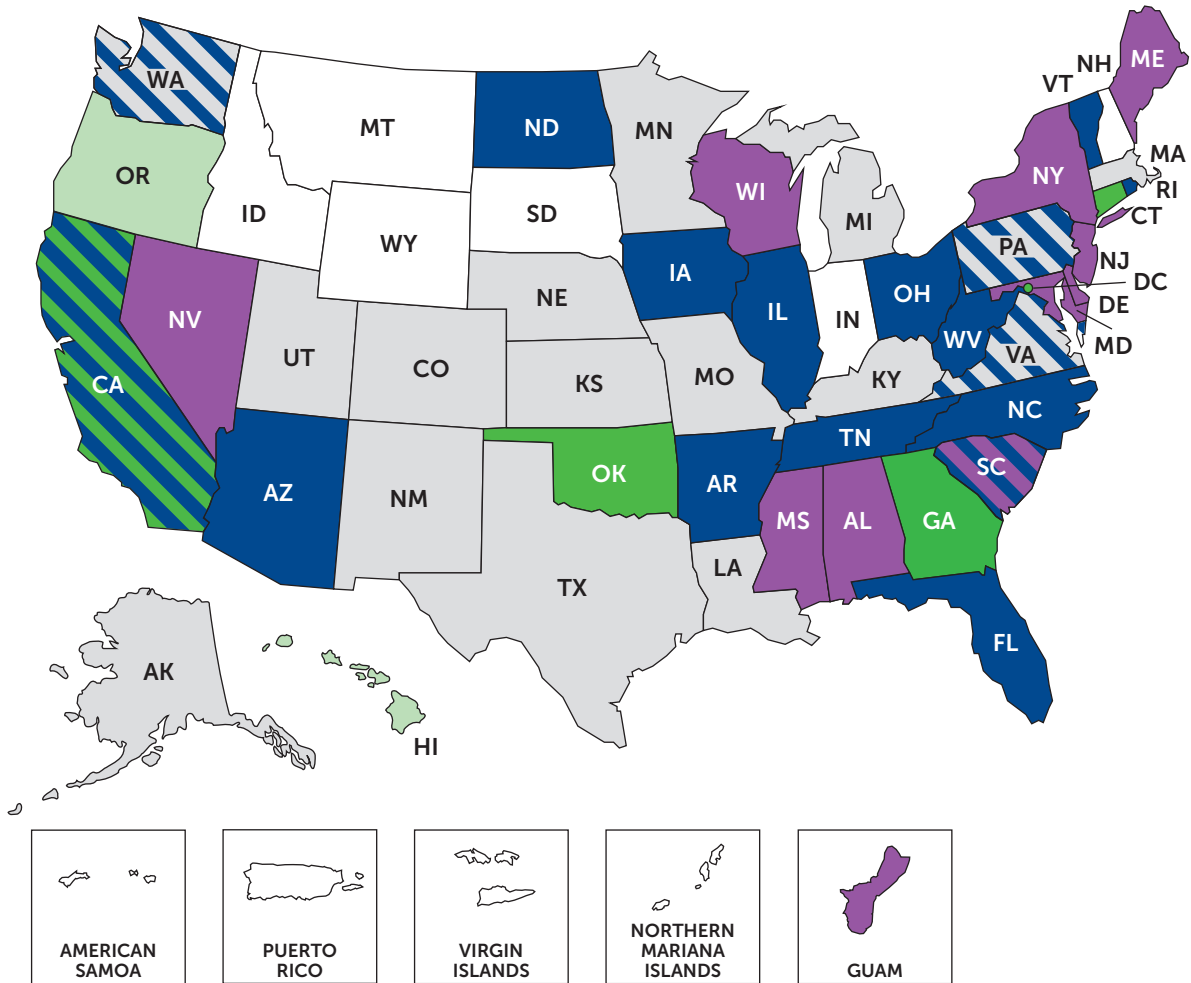 WA
OR
CA
NV
ID
MT
WY
UT
AZ
CO
NM
ND
SD
NE
KS
OK
TX
MN
IA
MO
AR
LA
WI
IL
MI
IN
OH
KY
TN
MS
AL
GA
FL
SC
NC
VA
WV
PA
NY
VT
NH
ME
MA
RI
CT
NJ
DC
DE
MD
AK
HI
AMERICAN
SAMOA
PUERTO
RICO
VIRGIN
ISLANDS
NORTHERN
MARIANA
ISLANDS
GUAM